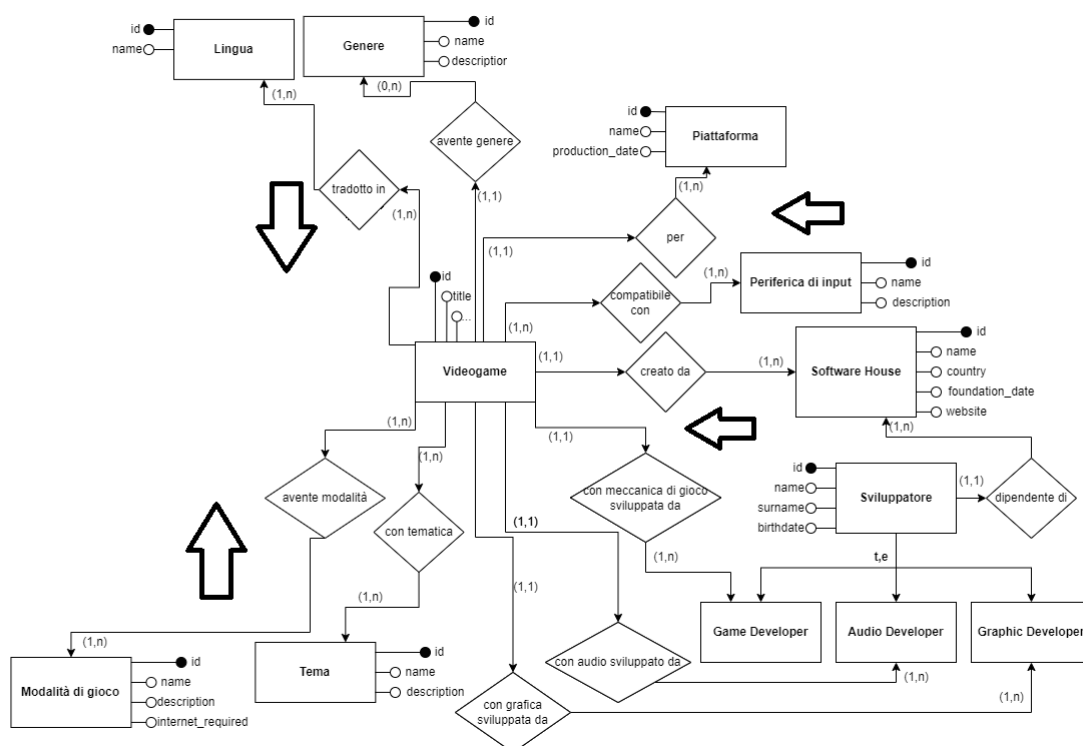 id
name
Lingua
(1,n)
Genere
id
name
descriptior
(0,n)
avente genere
(1,1)
tradotto in
(1,n)
id
name
production_date
Piattaforma
(1,n)
per
(1,1)
compatibile
con
(1,n)
(1,n)
Periferica di input
id
name
description
id
title
...
Videogame
(1,1)
creato da
(1,n)
Software House
id
name
country
foundation_date
website
(1,n)
(1,n)
avente modalità
(1,n)
con tematica
(1,1)
con meccanica di gioco
sviluppata da
(1,n)
id
name
surname
birthdate
Sviluppatore
(1,1)
dipendente di
t,e
(1,1)
(1,1)
Game Developer
Audio Developer
Graphic Developer
con audio sviluppato da
(1,n)
con grafica
sviluppata da
(1,n)
(1,n)
Tema
id
name
description
(1,n)
Modalità di gioco
id
name
description
internet_required